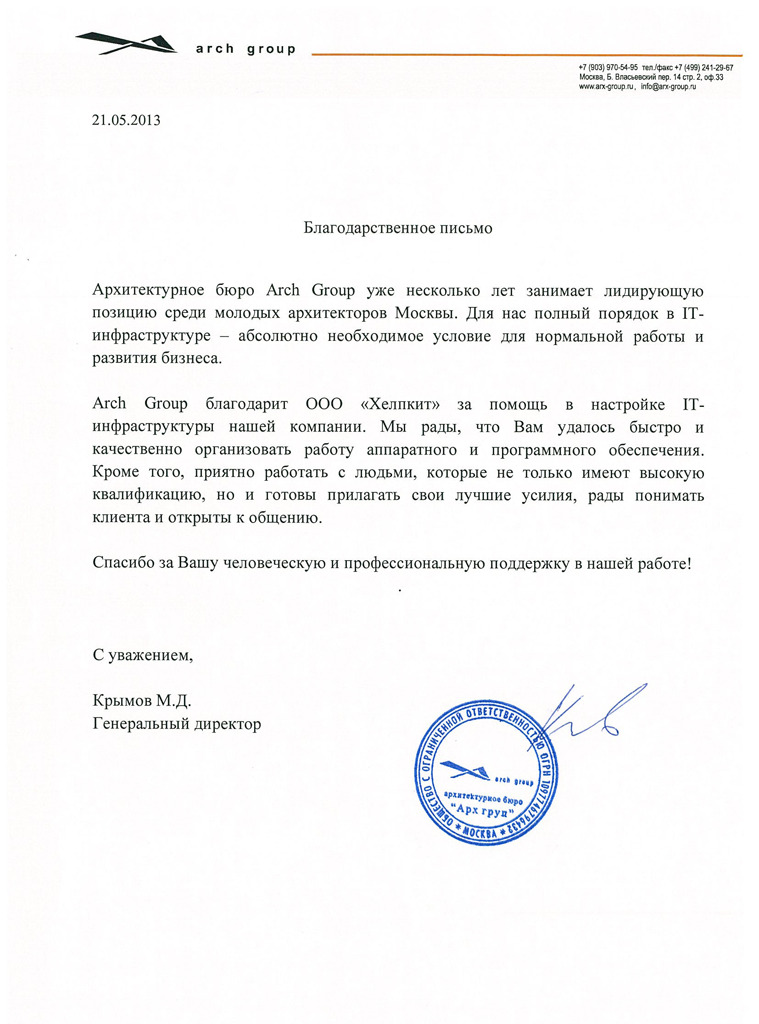 arch group
+7 (903) 970-54-95 тел./факс +7 (499) 241-29-67
Москва, Б. Власьевский пер. 14 стр. 2, оф.33
www.arx-group.ru, info@arx-group.ru
21.05.2013
Благодарственное письмо
Архитектурное бюро Arch Group уже несколько лет занимает лидирующую
позицию среди молодых архитекторов Москвы. Для нас полный порядок в IT-
инфраструктуре – абсолютно необходимое условие для нормальной работы и
развития бизнеса.
Arch Group благодарит ООО «Хелпкит» за помощь в настройке IT-
инфраструктуры нашей компании. Мы рады, что Вам удалось быстро и
качественно организовать работу аппаратного и программного обеспечения.
Кроме того, приятно работать с людьми, которые не только имеют высокую
квалификацию, но и готовы прилагать свои лучшие усилия, рады понимать
клиента и открыты к общению.
Спасибо за Вашу человеческую и профессиональную поддержку в нашей работе!
С уважением,
Крымов М.Д.
Генеральный директор
ОБЩЕСТВО С ОГРАНИЧЕННОЙ ОТВЕТСТВЕННОСТЬЮ ОГРН 1097746796432
arch group
архитектурное бюро
"Арх груп"
* МОСКВА *